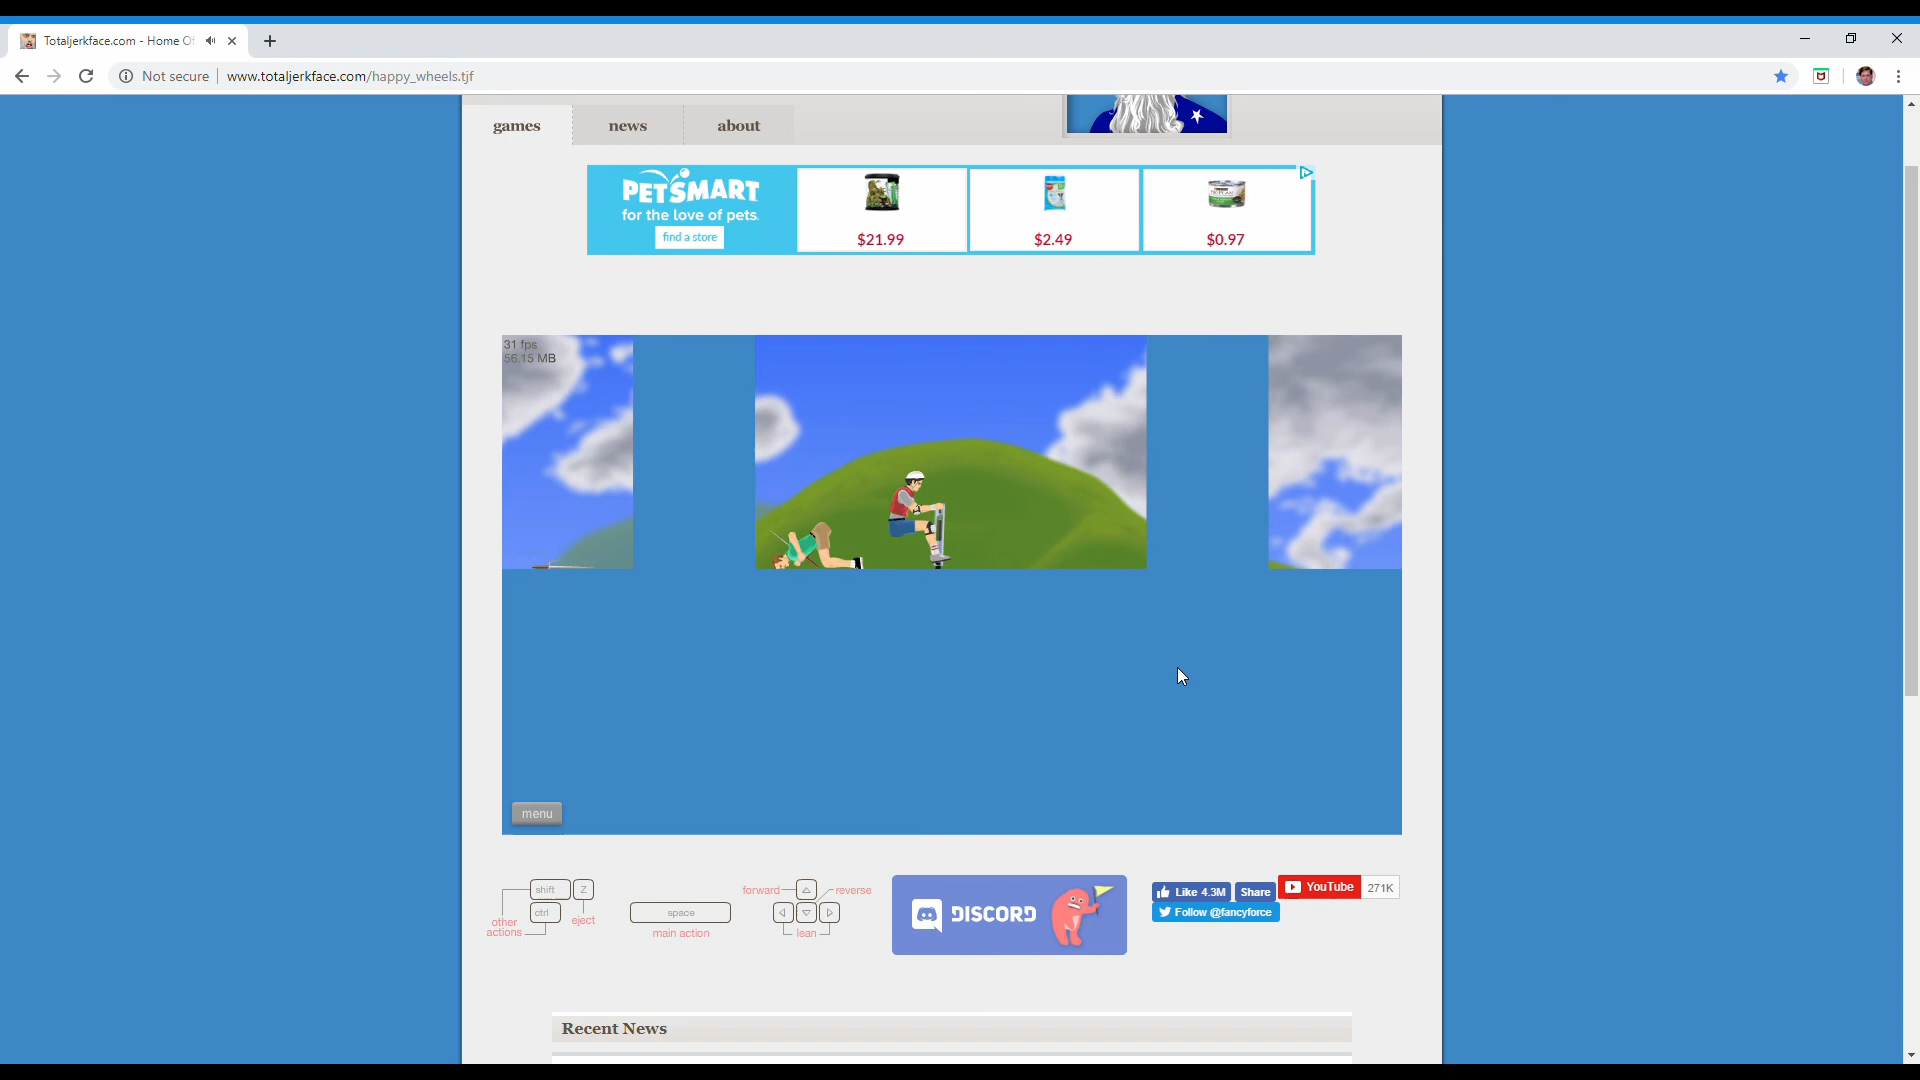 Totaljerkface.com - Home Of
Not secure
www.totaljerkface.com/happy_wheels.tjf
games
news
about
PETSMART
for the love of pets.
find a store
$21.99
$2.49
$0.97
31 fps
56.15 MB
menu
shift
Z
ctrl
other
actions
eject
space
main action
forward
reverse
lean
DISCORD
Like 4.3M
Share
YouTube
271K
Follow @fancyforce
Recent News